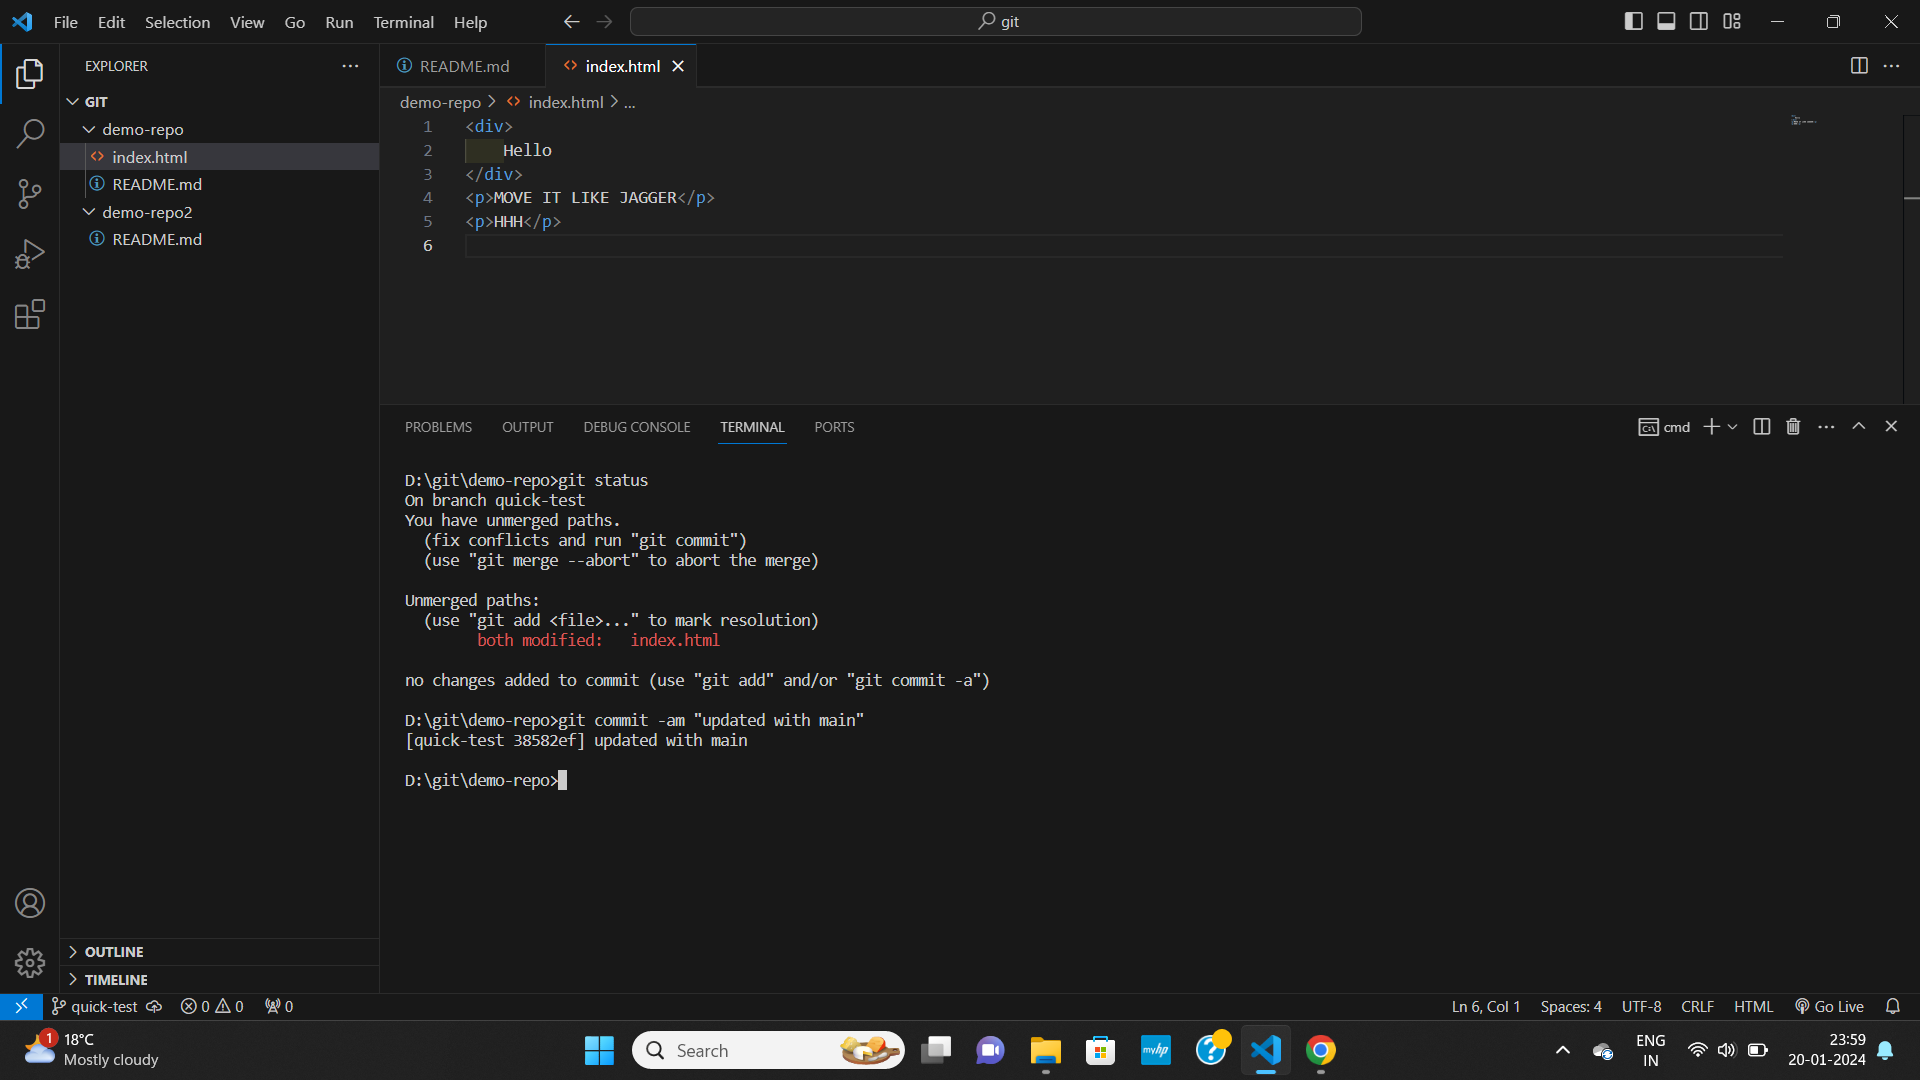 File Edit Selection View Go Run Terminal Help
git
EXPLORER
GIT
demo-repo
index.html
README.md
demo-repo2
README.md
OUTLINE
TIMELINE
README.md
index.html
demo-repo > index.html > ...
1 <div>
2 Hello
3 </div>
4 <p>MOVE IT LIKE JAGGER</p>
5 <p>HHH</p>
6
PROBLEMS OUTPUT DEBUG CONSOLE TERMINAL PORTS
cmd
D:\git\demo-repo>git status
On branch quick-test
You have unmerged paths.
(fix conflicts and run "git commit")
(use "git merge --abort" to abort the merge)
Unmerged paths:
(use "git add <file>..." to mark resolution)
both modified: index.html
no changes added to commit (use "git add" and/or "git commit -a")
D:\git\demo-repo>git commit -am "updated with main"
[quick-test 38582ef] updated with main
D:\git\demo-repo>
quick-test 0 0 0
Ln 6, Col 1 Spaces: 4 UTF-8 CRLF HTML Go Live
1
18°C
Mostly cloudy
Search
myhp
ENG
IN
23:59
20-01-2024